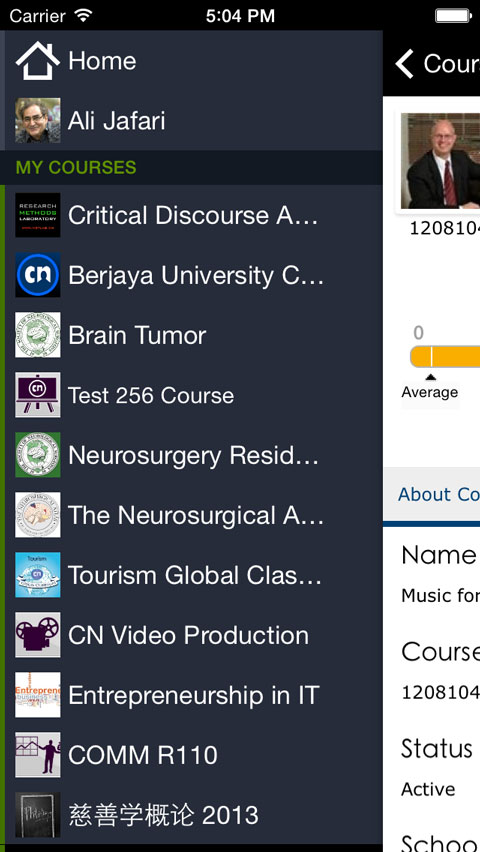 Carrier 5:04 PM
Home
Ali Jafari
MY COURSES
RESEARCH
METHODS
LABORATORY
Critical Discourse A...
Berjaya University C...
Brain Tumor
Test 256 Course
Neurosurgery Resid...
The Neurosurgical A...
Tourism
Tourism Global Clas...
CN Video Production
Entrepreneurship in IT
COMM R110
慈善学概论 2013
Cour
1208104
0
Average
About Co
Name
Music for
Course
1208104
Status
Active
Schoo